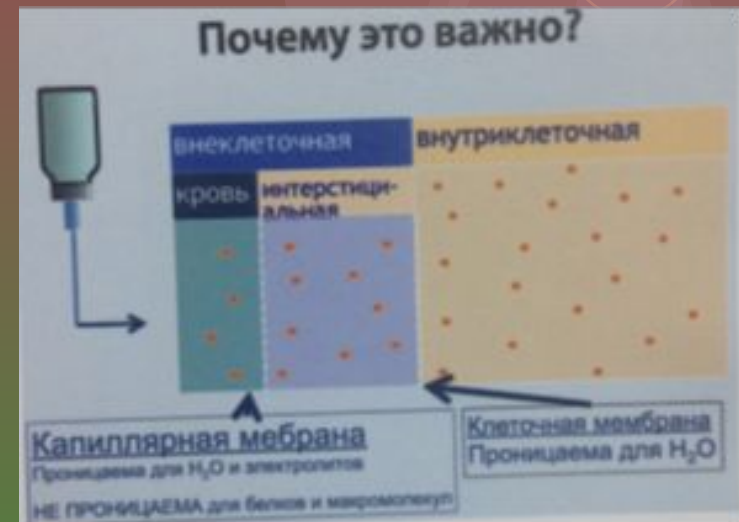 Почему это важно?
внеклеточная
внутриклеточная
кровь
интерстици-
альная
Капиллярная мебрана
Проницаема для H₂O и электролитов
НЕ ПРОНИЦАЕМА для белков и макромолекул
Клеточная мембрана
Проницаема для H₂O